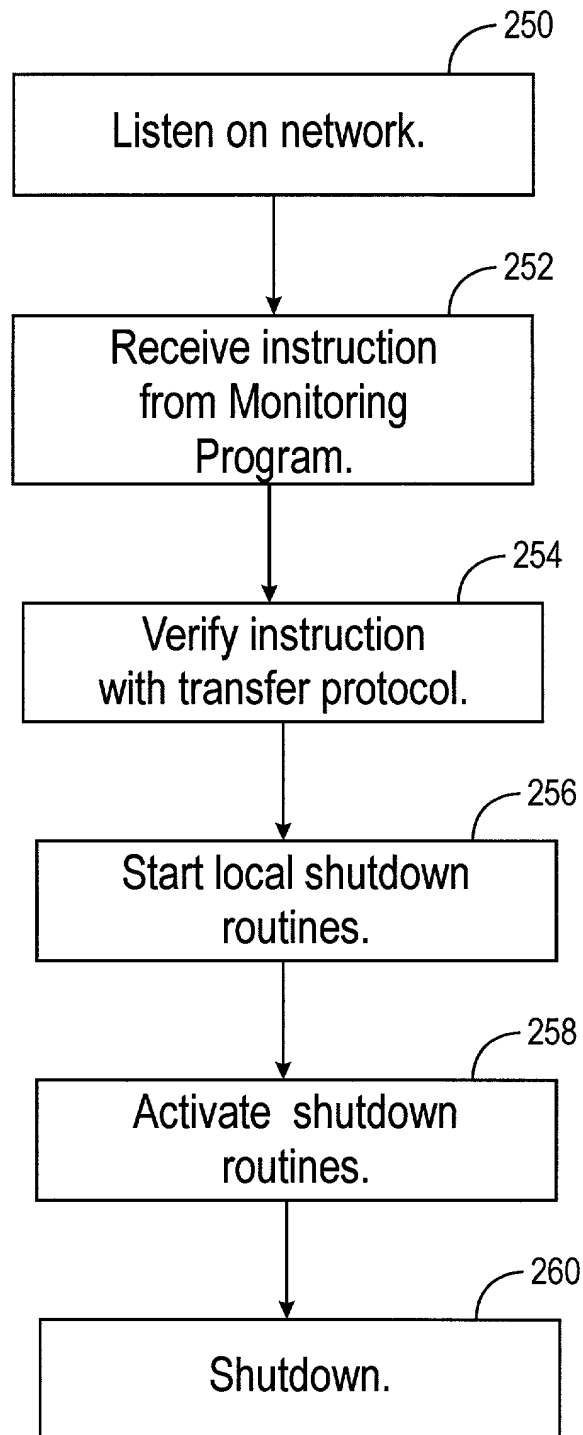 250
Listen on network.
252
Receive instruction
from Monitoring
Program.
254
Verify instruction
with transfer protocol.
256
Start local shutdown
routines.
258
Activate shutdown
routines.
260
Shutdown.